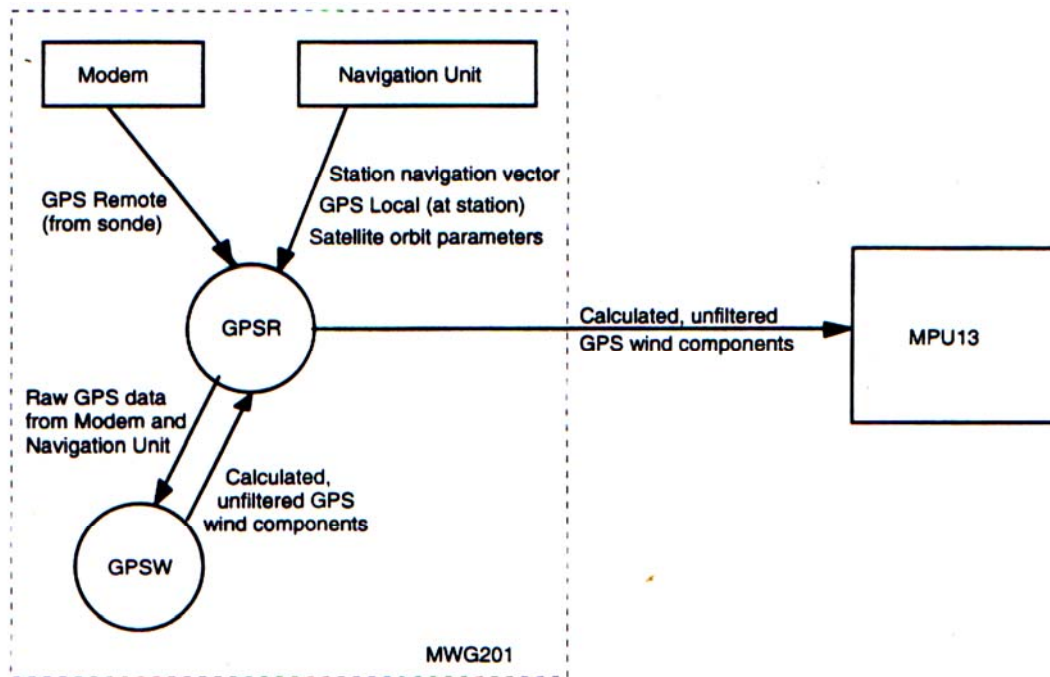 Modem
Navigation Unit
GPS Remote
(from sonde)
Station navigation vector
GPS Local (at station)
Satellite orbit parameters
GPSR
Calculated, unfiltered
GPS wind components
MPU13
Raw GPS data
from Modem and
Navigation Unit
Calculated,
unfiltered GPS
wind components
GPSW
MWG201